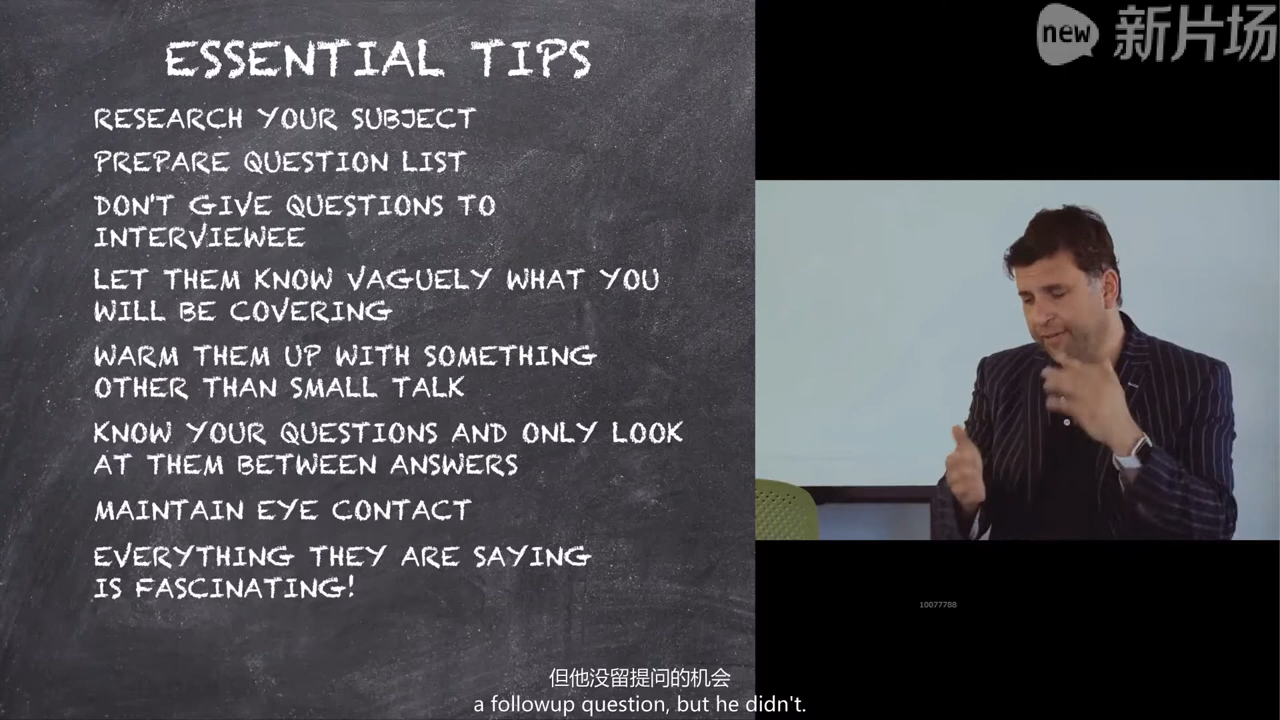 ESSENTIAL TIPS
RESEARCH YOUR SUBJECT
PREPARE QUESTION LIST
DON'T GIVE QUESTIONS TO
INTERVIEWEE
LET THEM KNOW VAGUELY WHAT YOU
WILL BE COVERING
WARM THEM UP WITH SOMETHING
OTHER THAN SMALL TALK
KNOW YOUR QUESTIONS AND ONLY LOOK
AT THEM BETWEEN ANSWERS
MAINTAIN EYE CONTACT
EVERYTHING THEY ARE SAYING
IS FASCINATING!
new 新片场
10077788
但他没留提问的机会
a followup question, but he didn't.